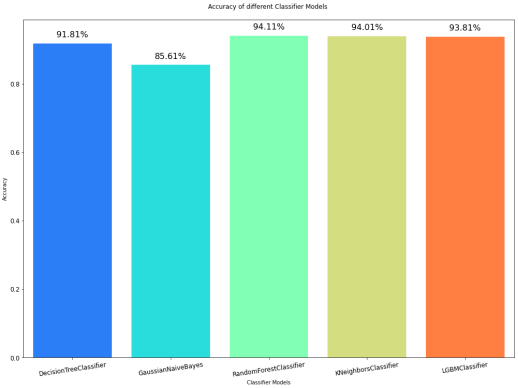 Accuracy of different Classifier Models
91.81%
85.61%
94.11%
94.01%
93.81%
0.8
0.6
0.4
0.2
0.0
Accuracy
DecisionTreeClassifier
GaussianNaiveBayes
RandomForestClassifier
KNeighborsClassifier
LGBMClassifier
Classifier Models